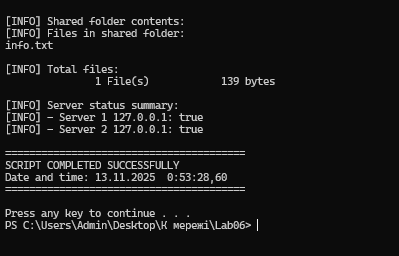 [INFO] Shared folder contents:
[INFO] Files in shared folder:
info.txt
[INFO] Total files:
1 File(s) 139 bytes
[INFO] Server status summary:
[INFO] - Server 1 127.0.0.1: true
[INFO] - Server 2 127.0.0.1: true
========================================
SCRIPT COMPLETED SUCCESSFULLY
Date and time: 13.11.2025 0:53:28,60
========================================
Press any key to continue . . .
PS C:\Users\Admin\Desktop\К мережі\Lab06>